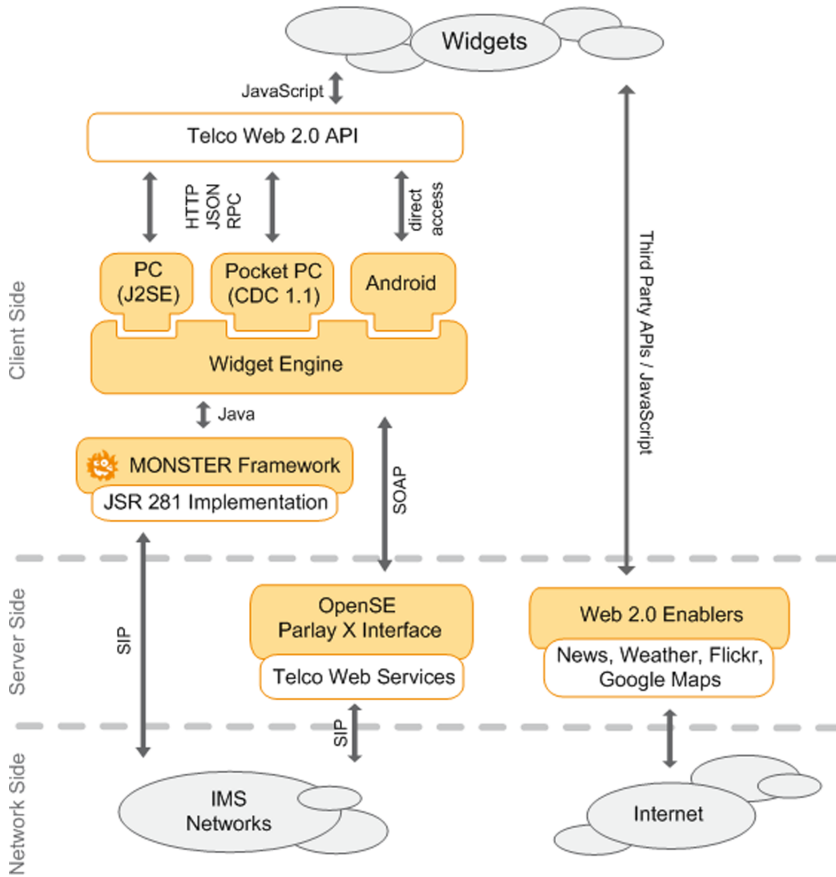 Widgets
JavaScript
Telco Web 2.0 API
HTTP
JSON
RPC
direct
access
PC
(J2SE)
Pocket PC
(CDC 1.1)
Android
Widget Engine
Client Side
Third Party APIs / JavaScript
Java
MONSTER Framework
JSR 281 Implementation
SOAP
Server Side
SIP
OpenSE
Parlay X Interface
Telco Web Services
Web 2.0 Enablers
News, Weather, Flickr,
Google Maps
SIP
Network Side
IMS
Networks
Internet